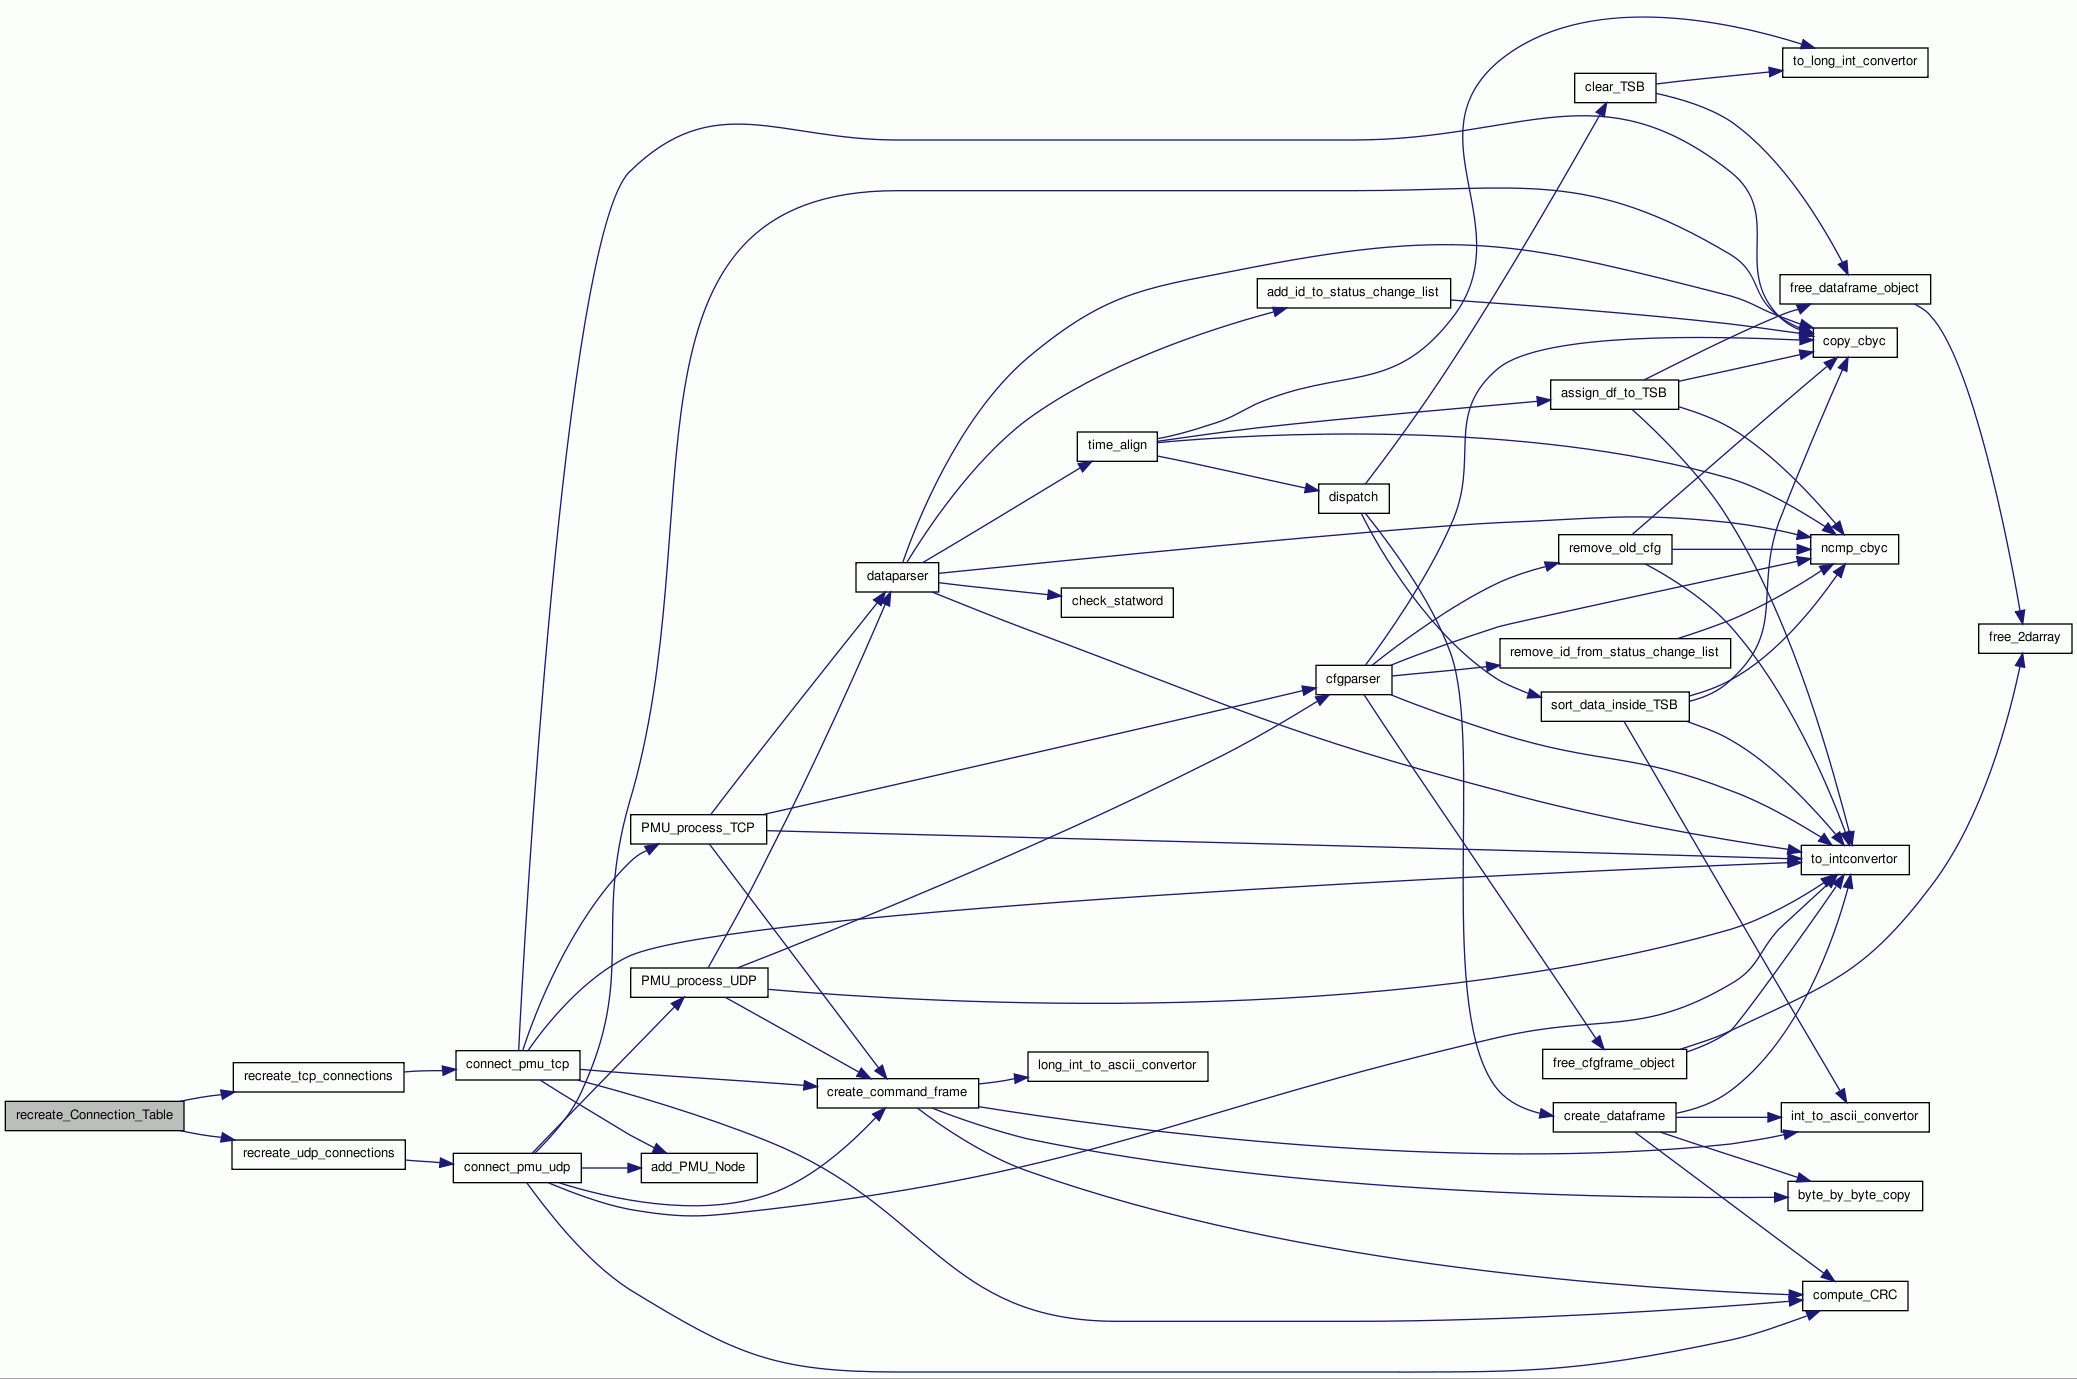 to_long_int_convertor
clear_TSB
free_dataframe_object
add_id_to_status_change_list
copy_cbyc
assign_df_to_TSB
time_align
dispatch
remove_old_cfg
ncmp_cbyc
dataparser
check_statword
free_2darray
remove_id_from_status_change_list
cfgparser
sort_data_inside_TSB
PMU_process_TCP
to_intconvertor
PMU_process_UDP
connect_pmu_tcp
free_cfgframe_object
long_int_to_ascii_convertor
recreate_tcp_connections
create_command_frame
recreate_Connection_Table
create_dataframe
int_to_ascii_convertor
recreate_udp_connections
connect_pmu_udp
add_PMU_Node
byte_by_byte_copy
compute_CRC